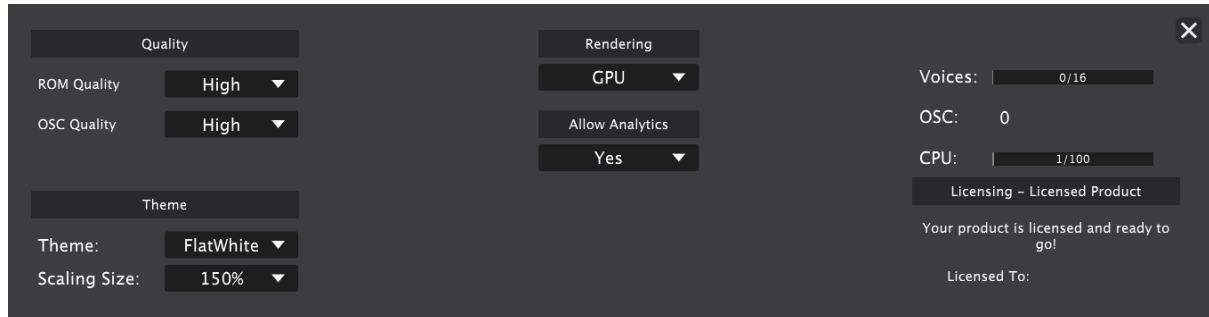 Quality
ROM Quality High
OSC Quality High
Theme
Theme: FlatWhite
Scaling Size: 150%
Rendering
GPU
Allow Analytics
Yes
Voices: 0/16
OSC: 0
CPU: 1/100
Licensing – Licensed Product
Your product is licensed and ready to
go!
Licensed To: